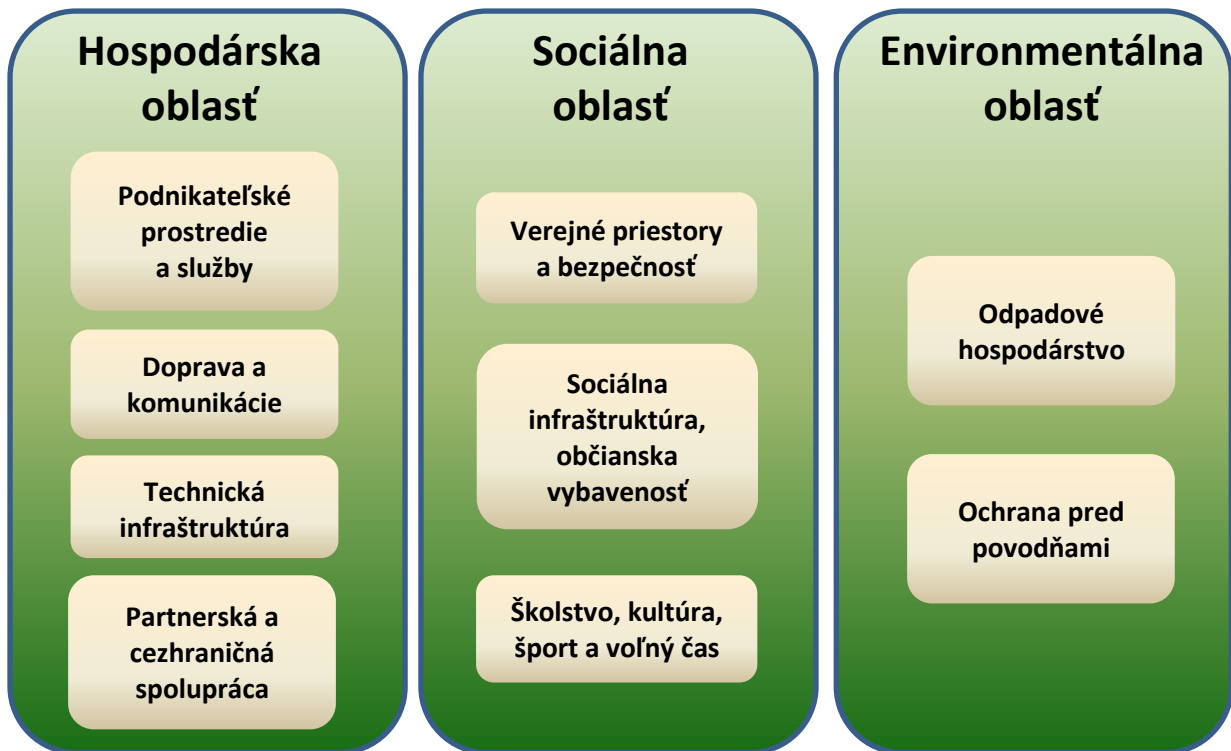 Hospodárska
oblasť
Podnikateľské
prostredie
a služby
Doprava a
komunikácie
Technická
infraštruktúra
Partnerská a
cezhraničná
spolupráca
Sociálna
oblasť
Verejné priestory
a bezpečnosť
Sociálna
infraštruktúra,
občianska
vybavenosť
Školstvo, kultúra,
šport a voľný čas
Environmentálna
oblasť
Odpadové
hospodárstvo
Ochrana pred
povodňami